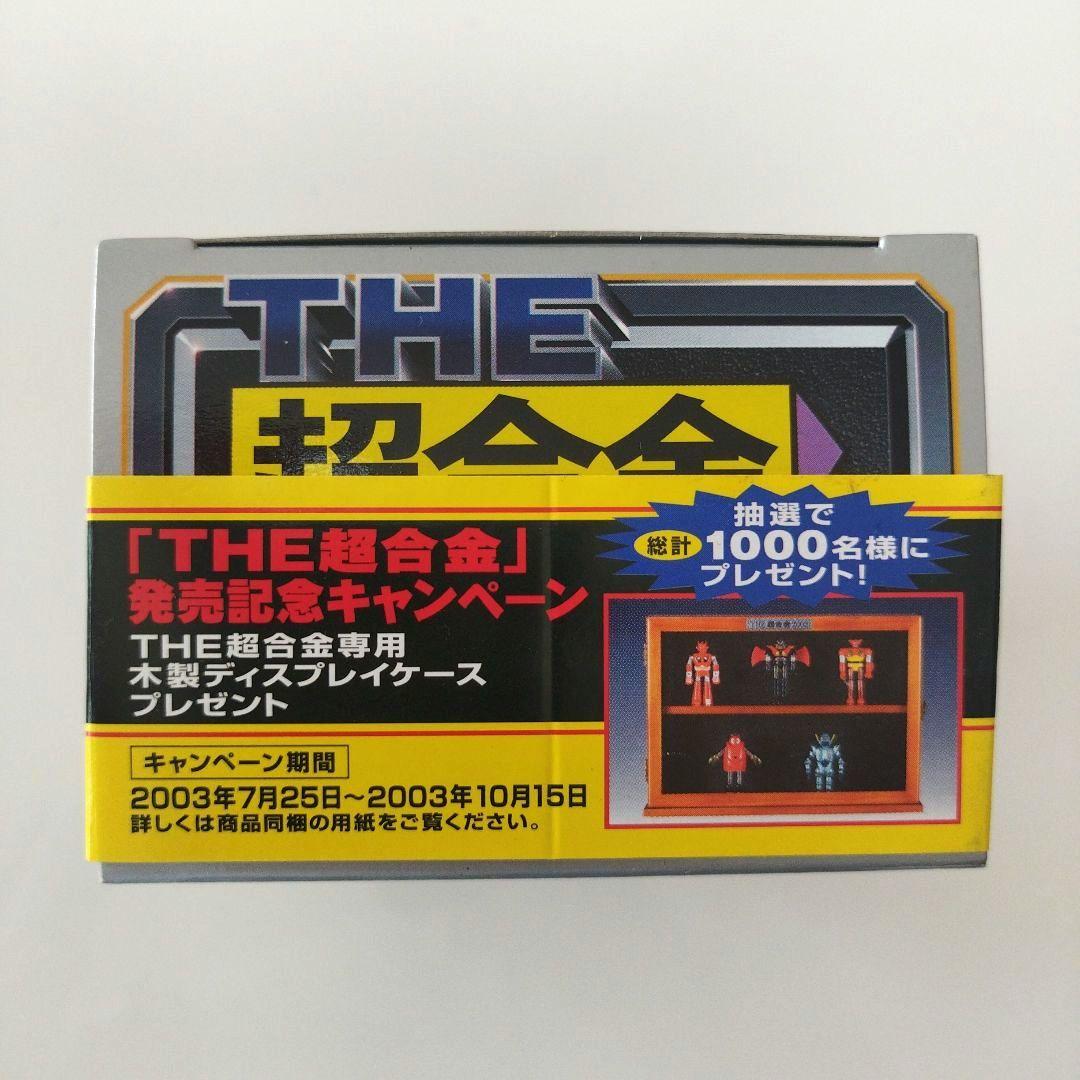 THE
超合金
「THE超合金」
発売記念キャンペーン
THE超合金専用
木製ディスプレイケース
プレゼント
キャンペーン期間
2003年7月25日～2003年10月15日
詳しくは商品同梱の用紙をご覧ください。
抽選で
総計 1000名様に
プレゼント!